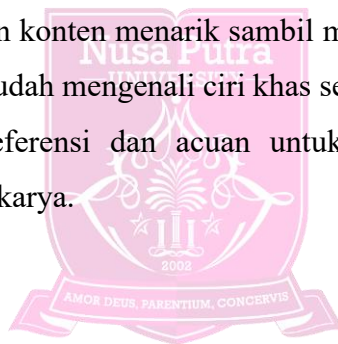 n konten menarik sambil m
Nusa Putra
UNIVERSITY
udah mengenali ciri khas se
eferensi dan acuan untuk
karya.
2002
AMOR DEUS, PARENTIUM, CONCERVIS